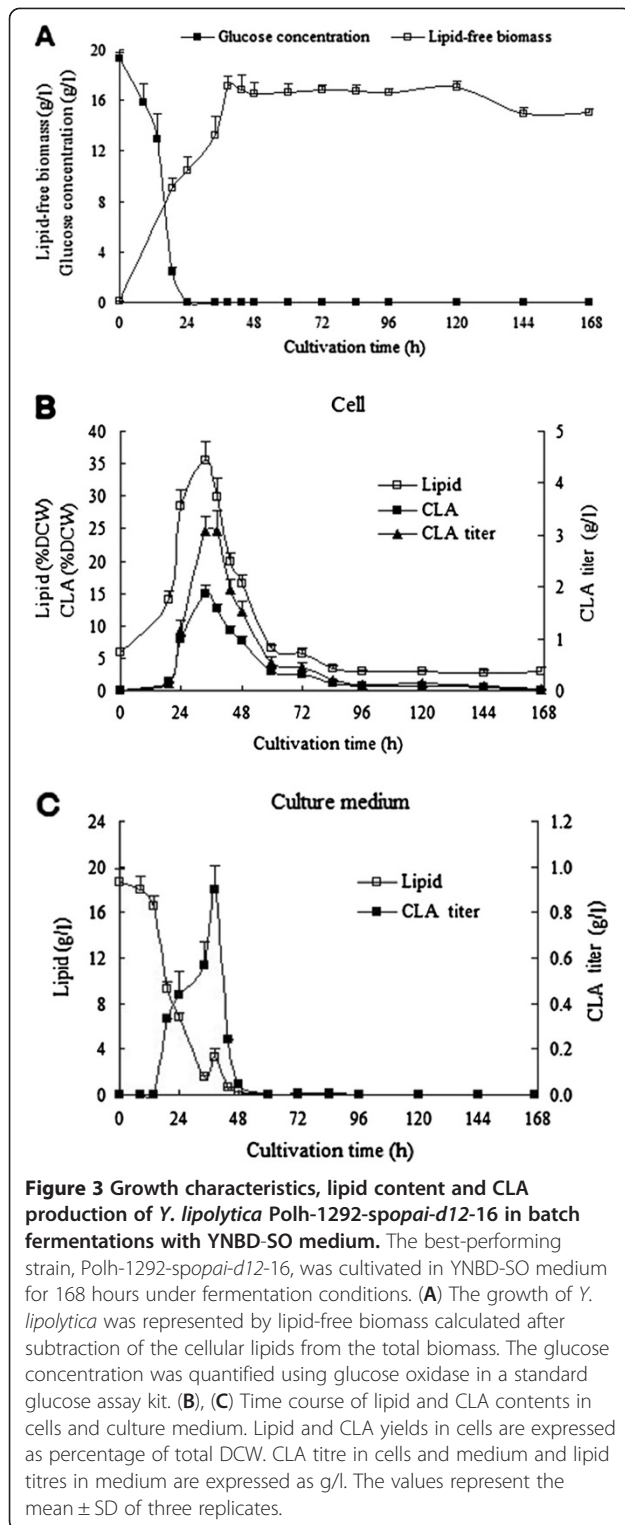 A
Glucose concentration
Lipid-free biomass
Lipid-free biomass (g/l)
Glucose concentration (g/l)
20
16
12
8
4
0
0 24 48 72 96 120 144 168
Cultivation time (h)
B
Cell
Lipid (%DCW)
CLA (%DCW)
40
35
30
25
20
15
10
5
0
Lipid
CLA
CLA titer
5
4
3
2
1
0
CLA titer (g/l)
0 24 48 72 96 120 144 168
Cultivation time (h)
C
Culture medium
Lipid (g/l)
24
20
16
12
8
4
0
Lipid
CLA titer
1.2
1.0
0.8
0.6
0.4
0.2
0.0
CLA titer (g/l)
0 24 48 72 96 120 144 168
Cultivation time (h)
Figure 3 Growth characteristics, lipid content and CLA
production of Y. lipolytica Polh-1292-spopai-d12-16 in batch
fermentations with YNBD-SO medium. The best-performing
strain, Polh-1292-spopai-d12-16, was cultivated in YNBD-SO medium
for 168 hours under fermentation conditions. (A) The growth of Y.
lipolytica was represented by lipid-free biomass calculated after
subtraction of the cellular lipids from the total biomass. The glucose
concentration was quantified using glucose oxidase in a standard
glucose assay kit. (B), (C) Time course of lipid and CLA contents in
cells and culture medium. Lipid and CLA yields in cells are expressed
as percentage of total DCW. CLA titre in cells and medium and lipid
titres in medium are expressed as g/l. The values represent the
mean ± SD of three replicates.